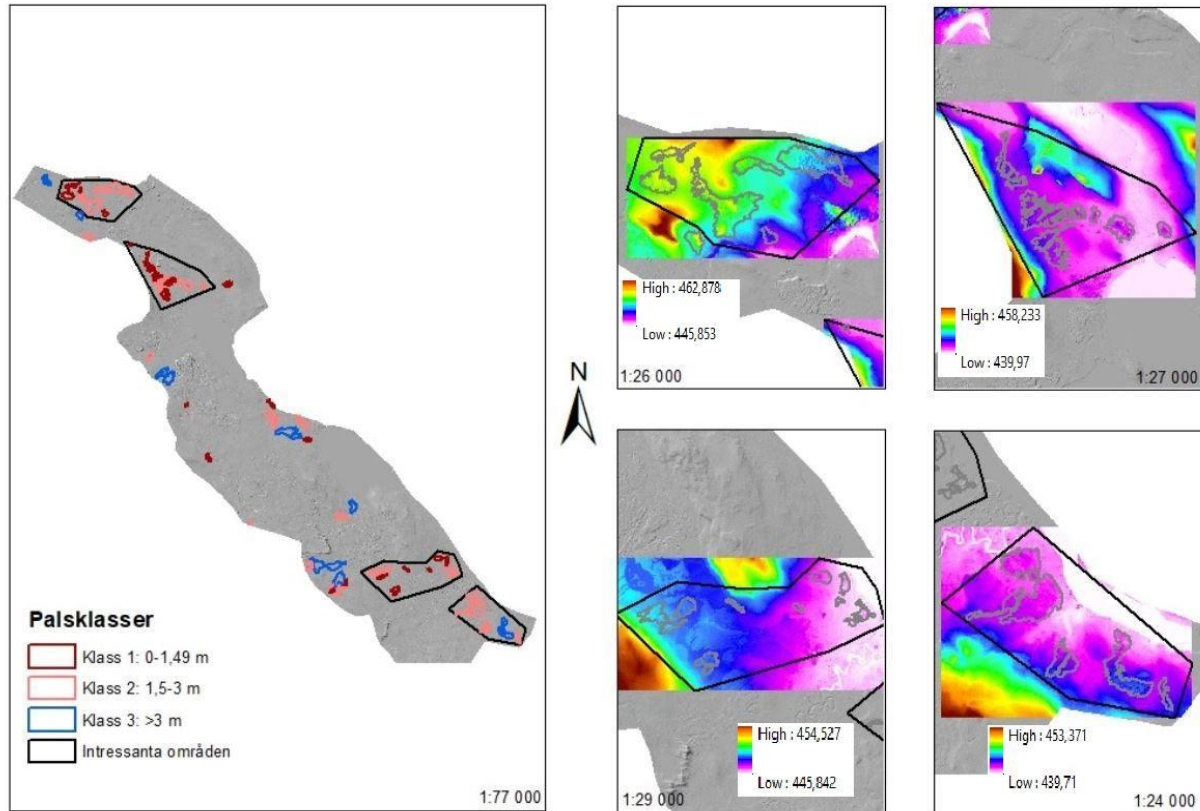 Palsklasser
Klass 1: 0-1,49 m
Klass 2: 1,5-3 m
Klass 3: >3 m
Intressanta områden
1:77 000
N
High : 462,878
Low : 445,853
1:26 000
High : 458,233
Low : 439,97
1:27 000
High : 454,527
Low : 445,842
1:29 000
High : 453,371
Low : 439,71
1:24 000